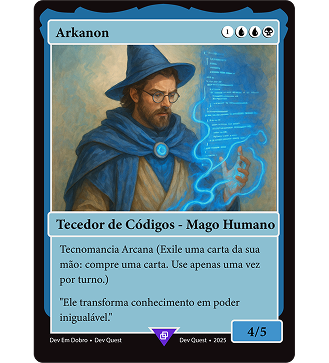 Arkanon 1
Tecedor de Códigos - Mago Humano
Tecnomancia Arcana (Exile uma carta da sua
mão: compre uma carta. Use apenas uma vez
por turno.)
"Ele transforma conhecimento em poder
inigualável."
4/5
Dev Em Dobro • Dev Quest Dev Quest • 2025